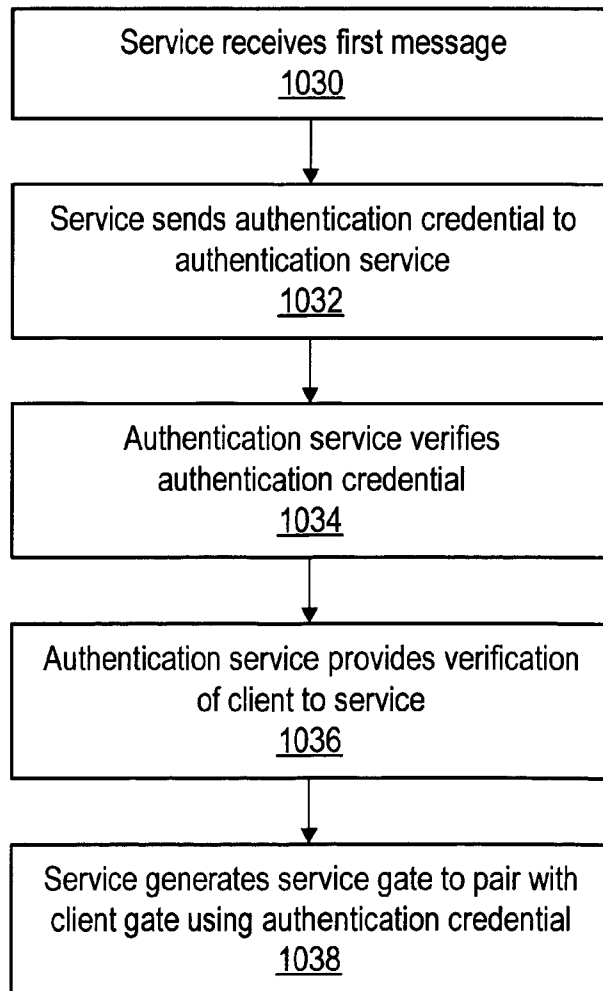 Service receives first message
1030
Service sends authentication credential to
authentication service
1032
Authentication service verifies
authentication credential
1034
Authentication service provides verification
of client to service
1036
Service generates service gate to pair with
client gate using authentication credential
1038